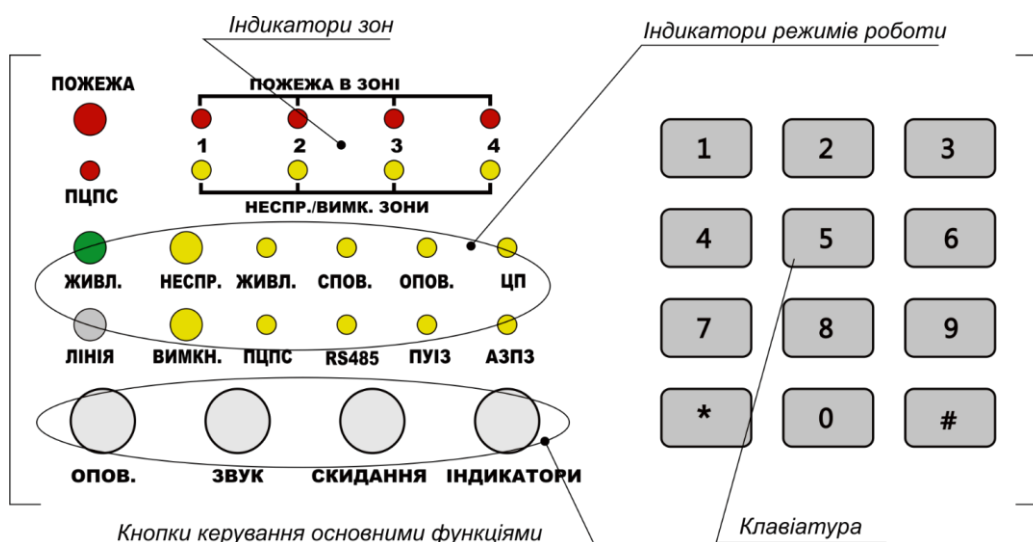 Індикатори зон
Індикатори режимів роботи
ПОЖЕЖА
ПОЖЕЖА В ЗОНІ
1 2 3 4
ПЦПС
НЕСПР./ВИМК. ЗОНИ
ЖИВЛ. НЕСПР. ЖИВЛ. СПОВ. ОПОВ. ЦП
ЛІНІЯ ВИМКН. ПЦПС RS485 ПУІЗ АЗПЗ
ОПОВ. ЗВУК СКИДАННЯ ІНДИКАТОРИ
1 2 3
4 5 6
7 8 9
* 0 #
Кнопки керування основними функціями
Клавіатура